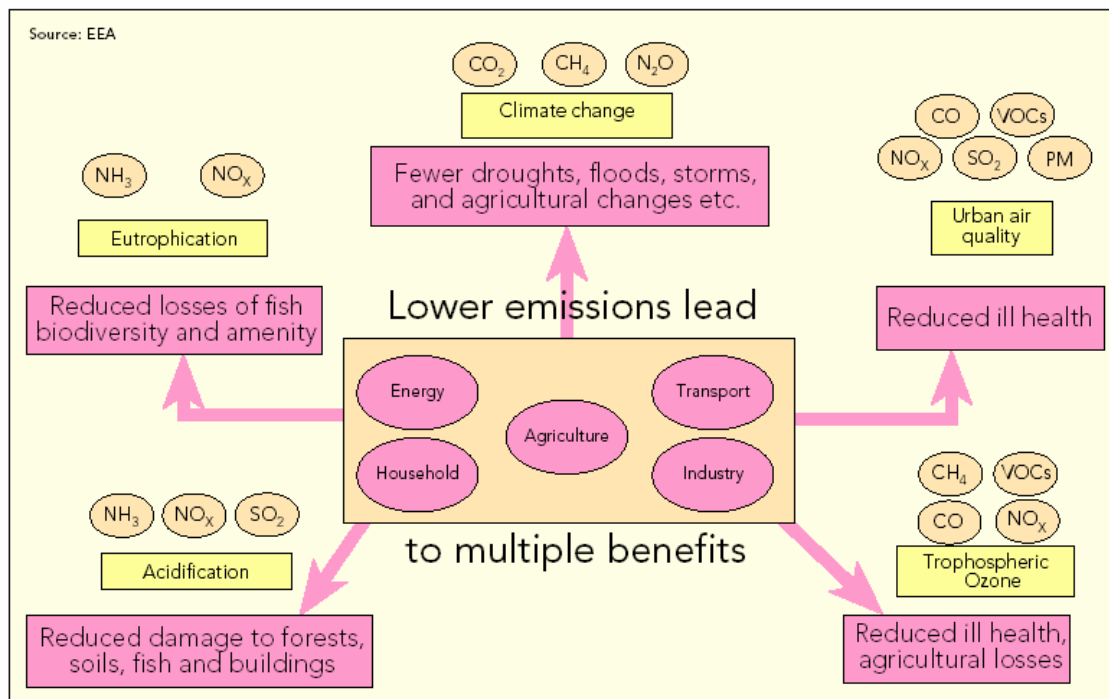 Source: EEA
CO₂ CH₄ N₂O
Climate change
Fewer droughts, floods, storms,
and agricultural changes etc.
CO VOCs
NOₓ SO₂ PM
Urban air
quality
Reduced ill health
NH₃ NOₓ
Eutrophication
Reduced losses of fish
biodiversity and amenity
Lower emissions lead
Energy
Transport
Agriculture
Household
Industry
to multiple benefits
NH₃ NOₓ SO₂
Acidification
Reduced damage to forests,
soils, fish and buildings
CH₄ VOCs
CO NOₓ
Trophospheric
Ozone
Reduced ill health,
agricultural losses